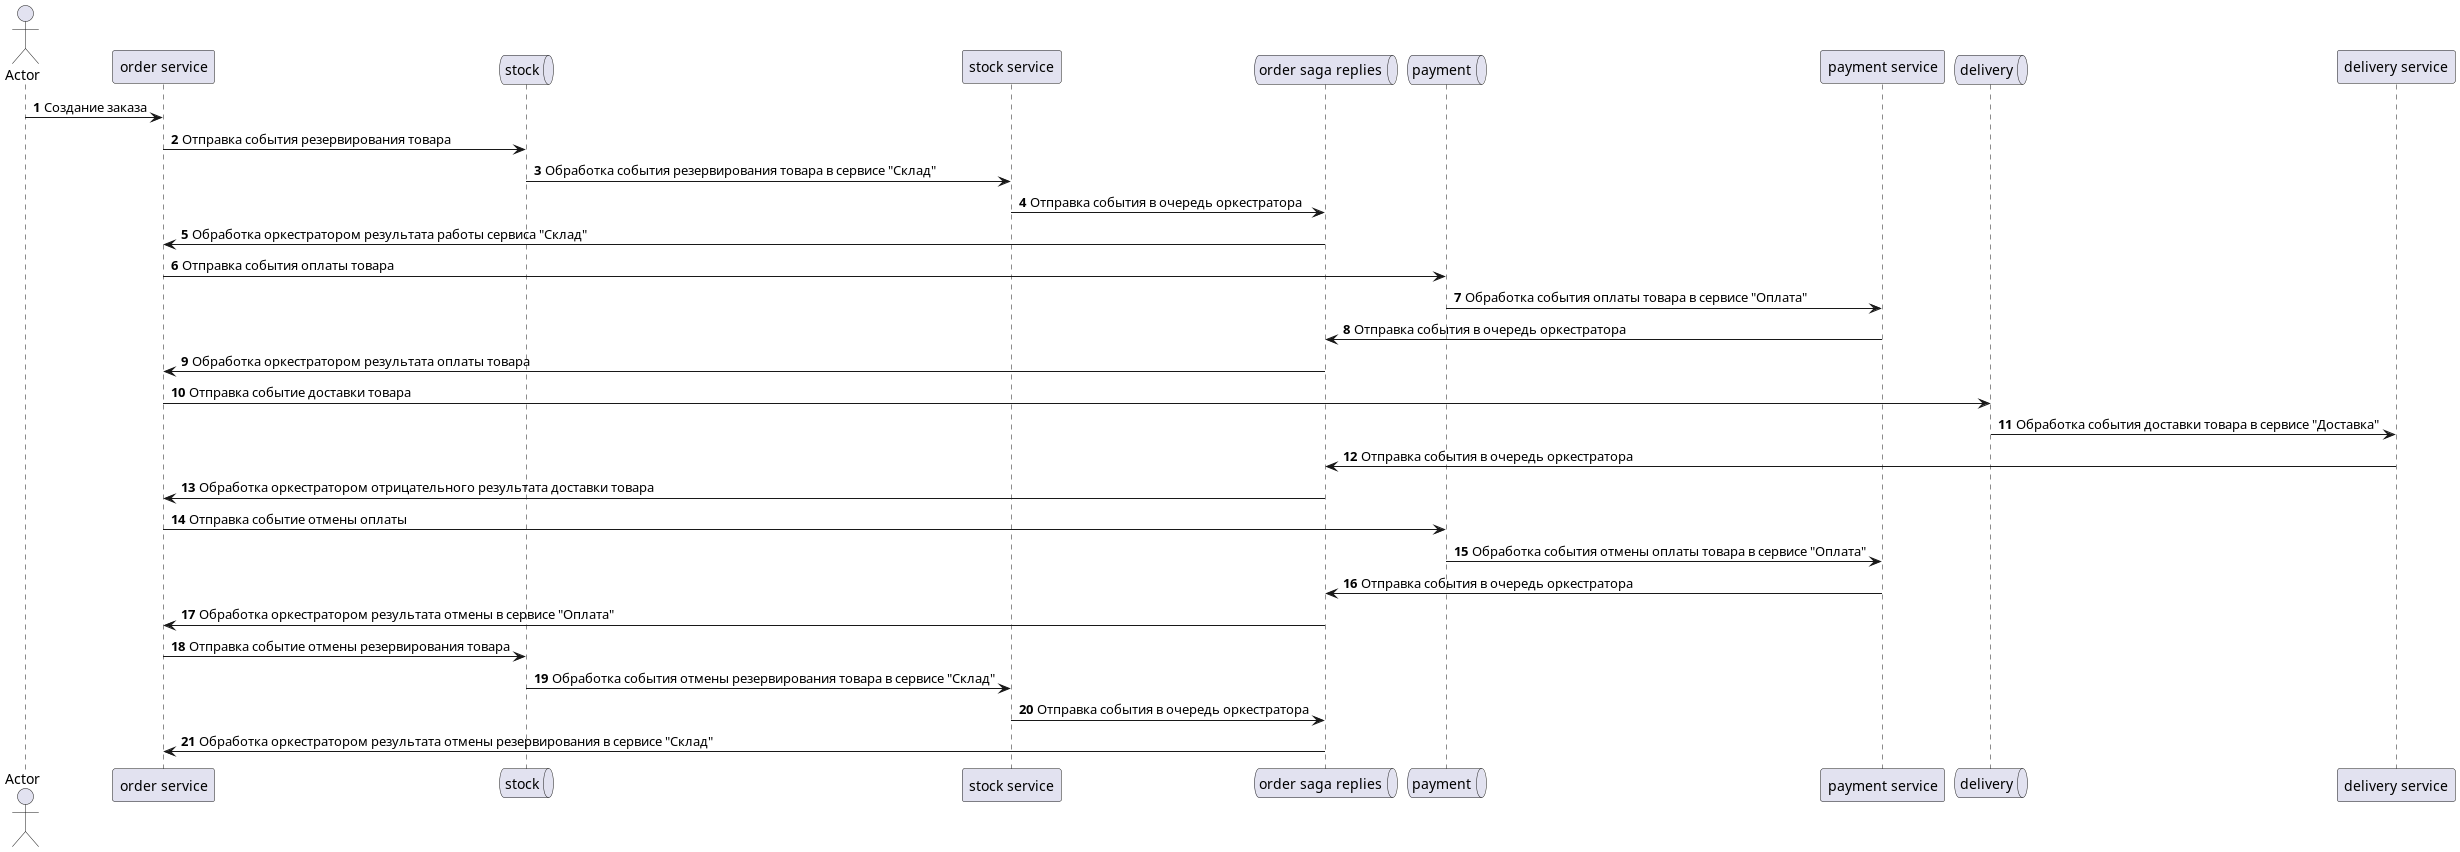 Actor
order service
stock
stock service
order saga replies
payment
payment service
delivery
delivery service
1 Создание заказа
2 Отправка события резервирования товара
3 Обработка события резервирования товара в сервисе "Склад"
4 Отправка события в очередь оркестратора
5 Обработка оркестратором результата работы сервиса "Склад"
6 Отправка события оплаты товара
7 Обработка события оплаты товара в сервисе "Оплата"
8 Отправка события в очередь оркестратора
9 Обработка оркестратором результата оплаты товара
10 Отправка событие доставки товара
11 Обработка события доставки товара в сервисе "Доставка"
12 Отправка события в очередь оркестратора
13 Обработка оркестратором отрицательного результата доставки товара
14 Отправка событие отмены оплаты
15 Обработка события отмены оплаты товара в сервисе "Оплата"
16 Отправка события в очередь оркестратора
17 Обработка оркестратором результата отмены в сервисе "Оплата"
18 Отправка событие отмены резервирования товара
19 Обработка события отмены резервирования товара в сервисе "Склад"
20 Отправка события в очередь оркестратора
21 Обработка оркестратором результата отмены резервирования в сервисе "Склад"
Actor
order service
stock
stock service
order saga replies
payment
payment service
delivery
delivery service